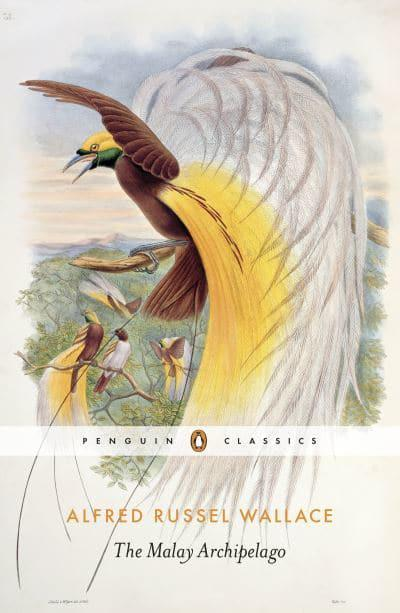 PENGUIN CLASSICS
ALFRED RUSSEL WALLACE
The Malay Archipelago